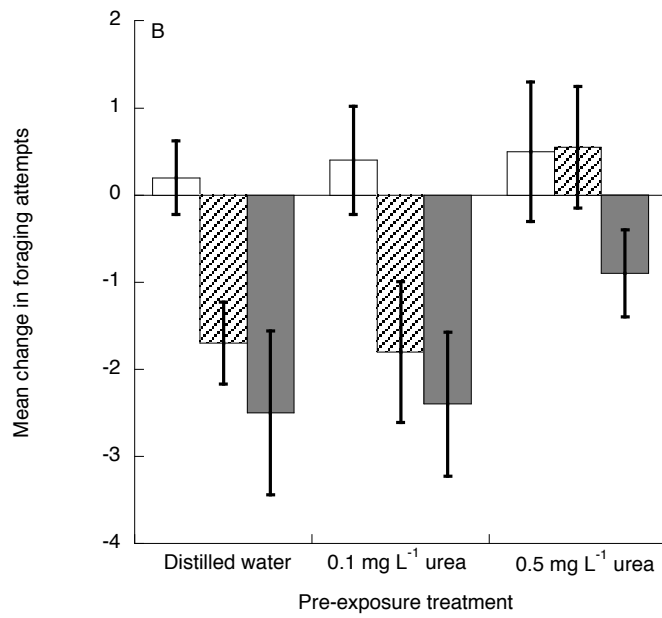 B
2
1
0
-1
-2
-3
-4
Mean change in foraging attempts
Distilled water
0.1 mg L⁻¹ urea
0.5 mg L⁻¹ urea
Pre-exposure treatment